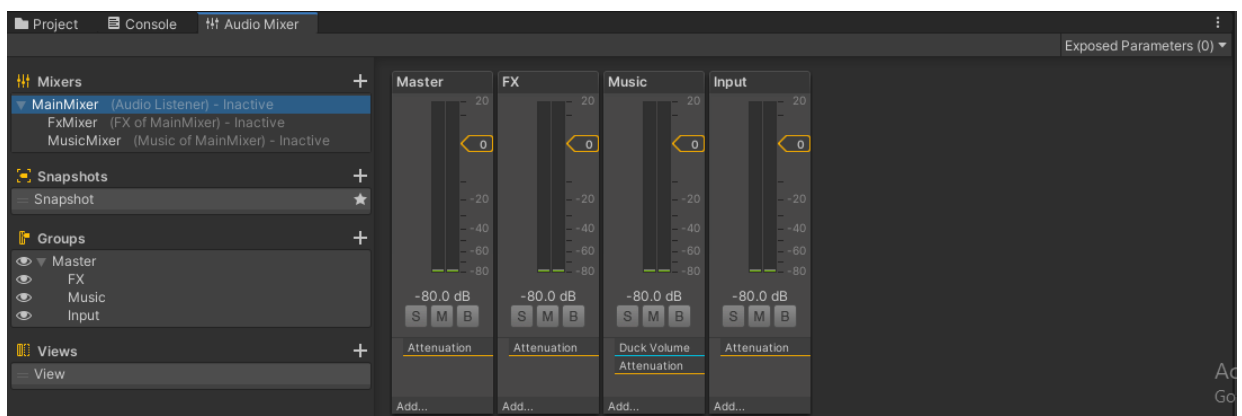 Project Console Audio Mixer
Exposed Parameters (0)
Mixers +
MainMixer (Audio Listener) - Inactive
FxMixer (FX of MainMixer) - Inactive
MusicMixer (Music of MainMixer) - Inactive
Snapshots +
Snapshot
Groups +
Master
FX
Music
Input
Views +
View
Master FX Music Input
20 20 20 20
0 0 0 0
-20 -20 -20 -20
-40 -40 -40 -40
-60 -60 -60 -60
-80 -80 -80 -80
-80.0 dB -80.0 dB -80.0 dB -80.0 dB
S M B S M B S M B S M B
Attenuation Attenuation Duck Volume Attenuation
Attenuation
Add... Add... Add... Add...
Ac
Go